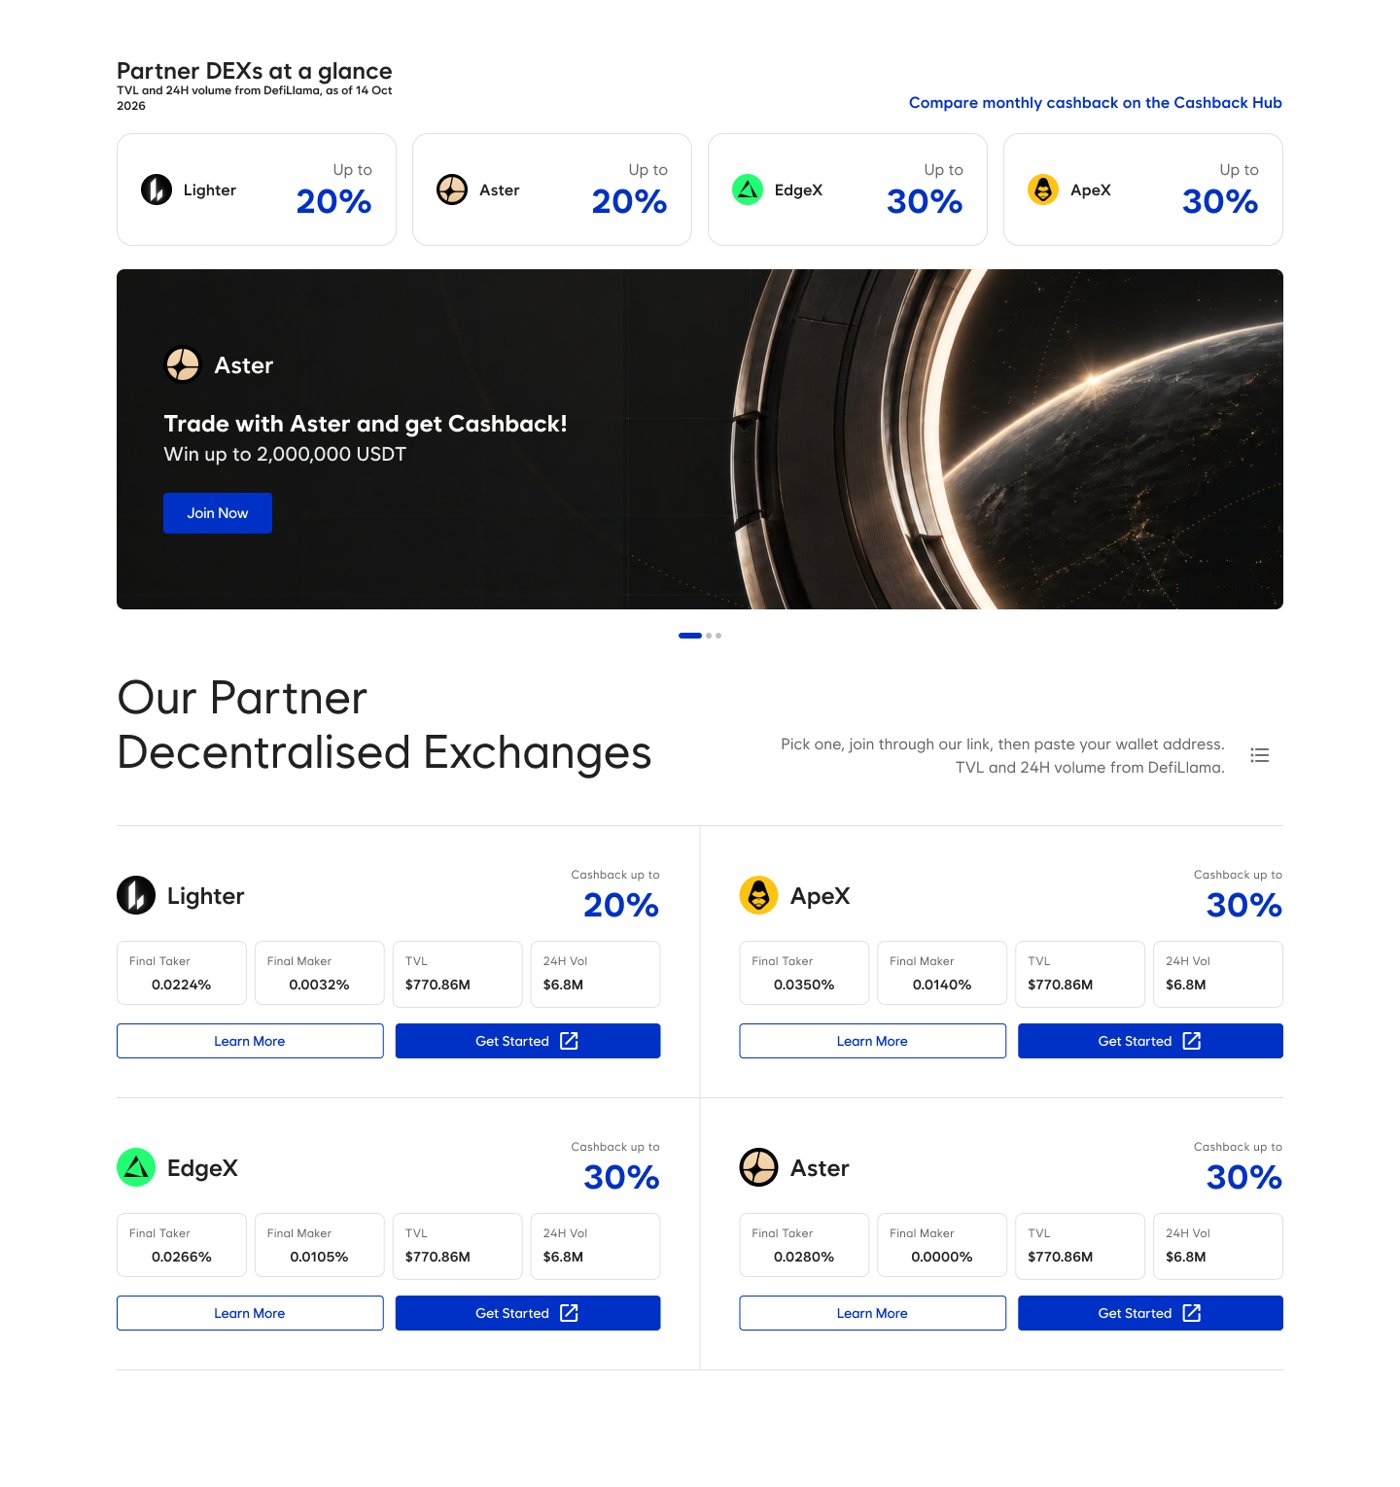 Partner DEXs at a glance
TVL and 24H volume from DefiLlama, as of 14 Oct
2026
Compare monthly cashback on the Cashback Hub
Lighter
Up to
20%
Aster
Up to
20%
EdgeX
Up to
30%
ApeX
Up to
30%
Aster
Trade with Aster and get Cashback!
Win up to 2,000,000 USDT
Join Now
Our Partner
Decentralised Exchanges
Pick one, join through our link, then paste your wallet address.
TVL and 24H volume from DefiLlama.
Lighter
Cashback up to
20%
Final Taker
0.0224%
Final Maker
0.0032%
TVL
$770.86M
24H Vol
$6.8M
Learn More
Get Started
ApeX
Cashback up to
30%
Final Taker
0.0350%
Final Maker
0.0140%
TVL
$770.86M
24H Vol
$6.8M
Learn More
Get Started
EdgeX
Cashback up to
30%
Final Taker
0.0266%
Final Maker
0.0105%
TVL
$770.86M
24H Vol
$6.8M
Learn More
Get Started
Aster
Cashback up to
30%
Final Taker
0.0280%
Final Maker
0.0000%
TVL
$770.86M
24H Vol
$6.8M
Learn More
Get Started